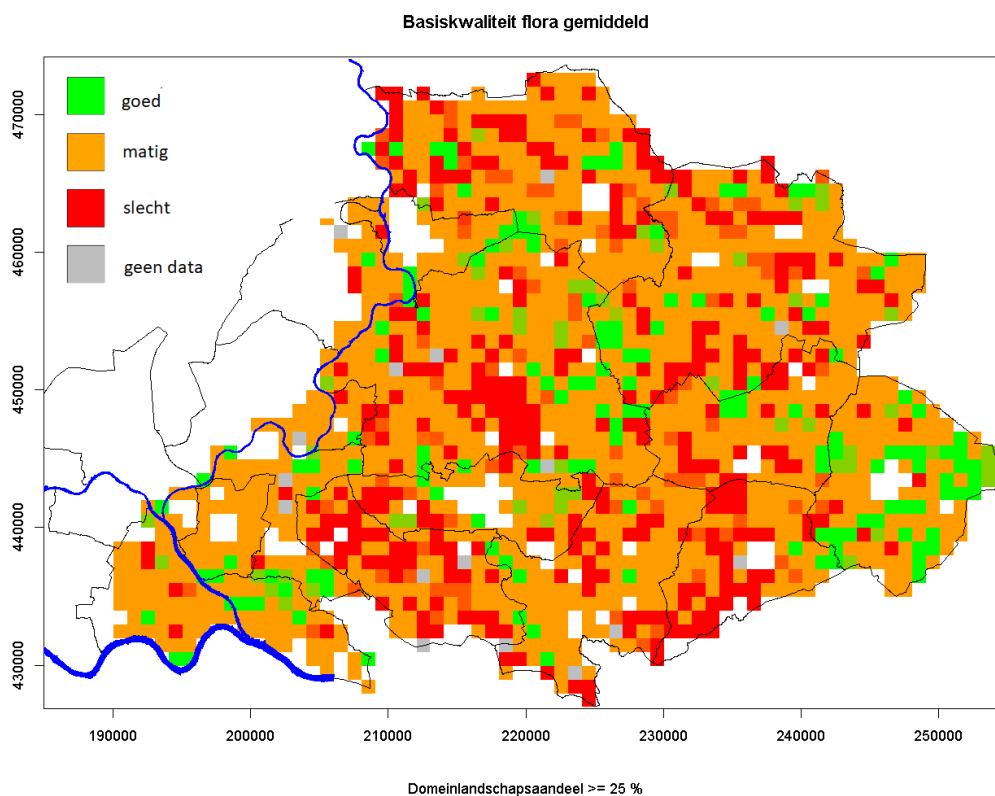 Basiskwaliteit flora gemiddeld
goed
matig
slecht
geen data
470000
460000
450000
440000
430000
190000
200000
210000
220000
230000
240000
250000
Domeinlandschapsaandeel >= 25 %